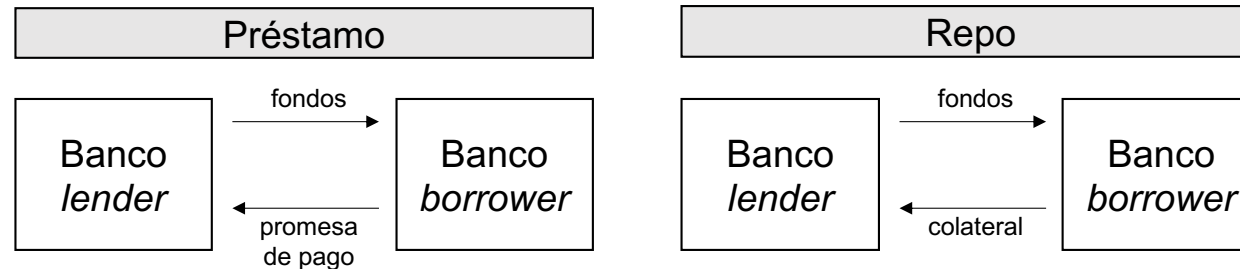 Préstamo
Banco
lender
fondos
promesa
de pago
Banco
borrower
Repo
Banco
lender
fondos
colateral
Banco
borrower